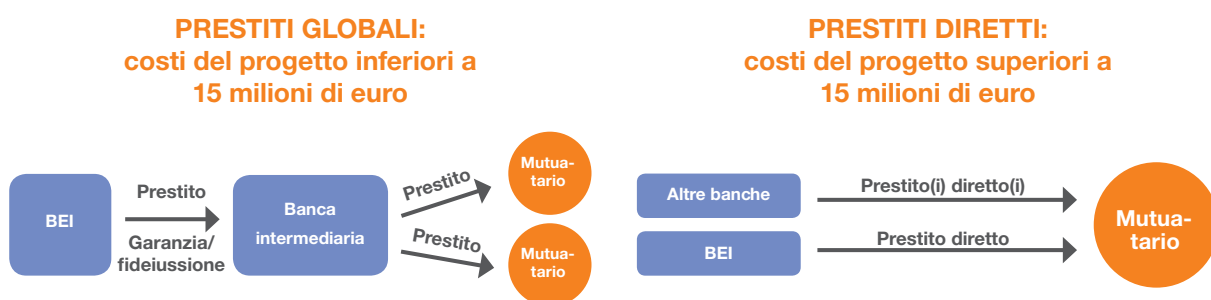 PRESTITI GLOBALI:
costi del progetto inferiori a
15 milioni di euro
BEI
Prestito
Garanzia/
fideiussione
Banca
intermediaria
Prestito
Mutua-
tario
Prestito
Mutua-
tario
PRESTITI DIRETTI:
costi del progetto superiori a
15 milioni di euro
Altre banche
Prestito(i) diretto(i)
BEI
Prestito diretto
Mutua-
tario